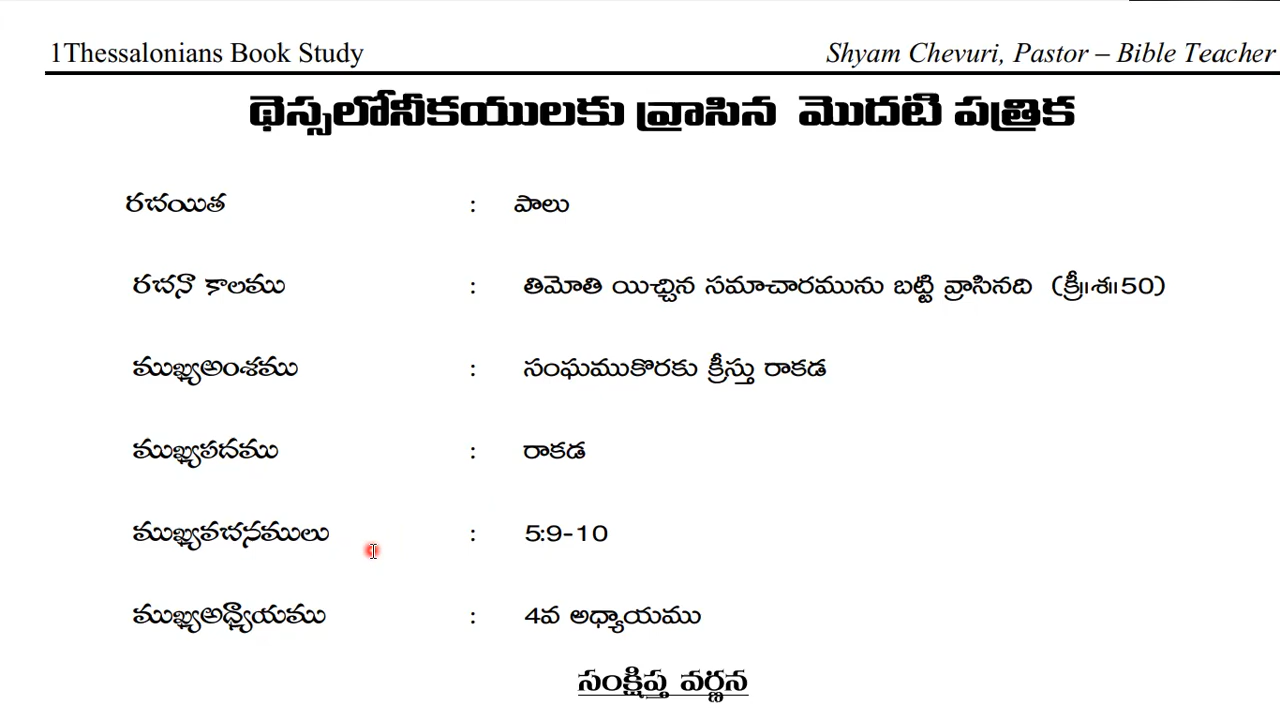 1Thessalonians Book Study Shyam Chevuri, Pastor – Bible Teacher
థెస్సలోనీకయులకు వ్రాసిన మొదటి పత్రిక
రచయిత : పాలు
రచనా కాలము : తిమోతి యిచ్చిన సమాచారమును బట్టి వ్రాసినది (క్రీ॥శ॥50)
ముఖ్యఅంశము : సంఘముకొరకు క్రీస్తు రాకడ
ముఖ్యపదము : రాకడ
ముఖ్యవచనములు : 5:9-10
ముఖ్యఅధ్యాయము : 4వ అధ్యాయము
సంక్షిప్త వర్ణన